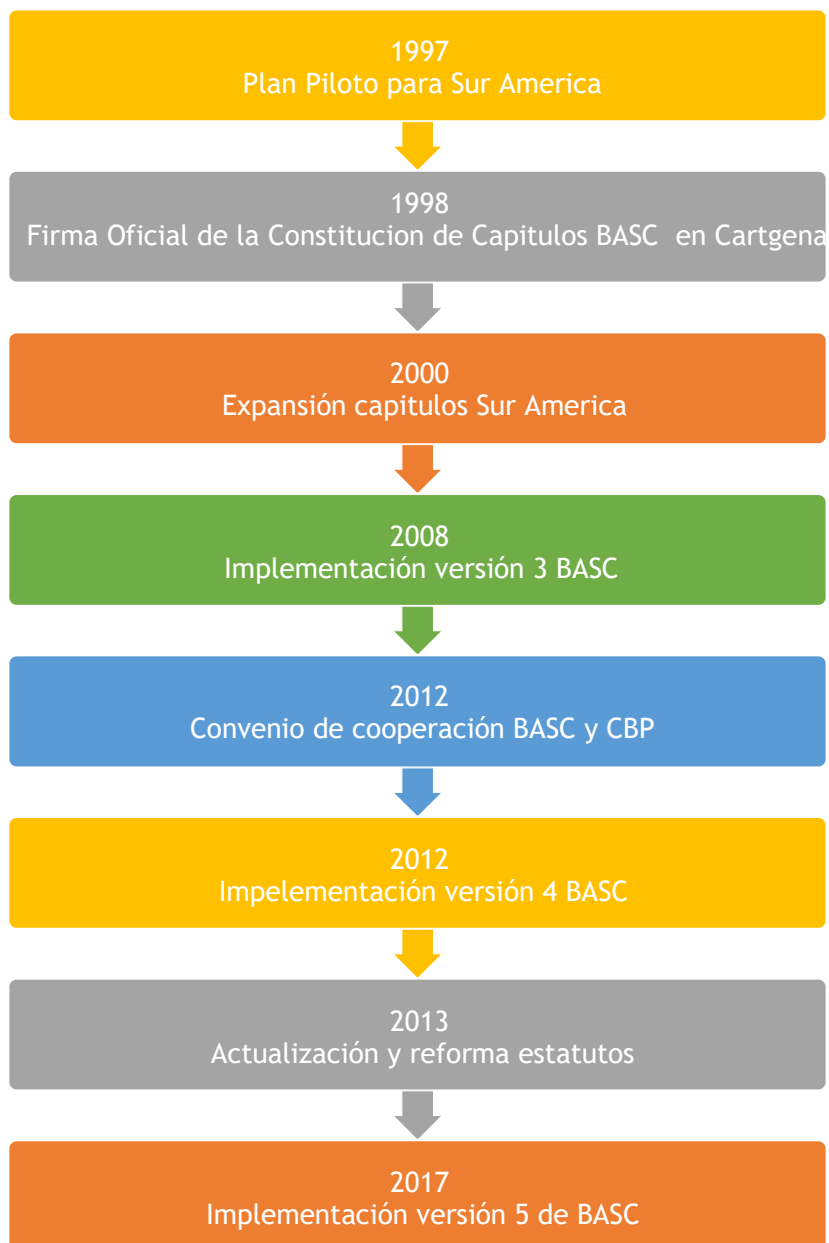 1997
Plan Piloto para Sur America
1998
Firma Oficial de la Constitucion de Capitulos BASC en Cartgena
2000
Expansión capitulos Sur America
2008
Implementación versión 3 BASC
2012
Convenio de cooperación BASC y CBP
2012
Impelementación versión 4 BASC
2013
Actualización y reforma estatutos
2017
Implementación versión 5 de BASC